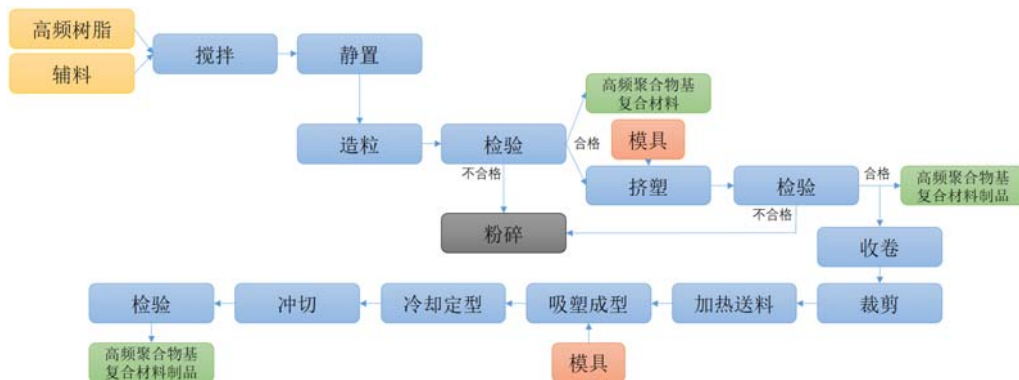 高频树脂
辅料
搅拌
静置
造粒
检验
合格
不合格
高频聚合物基
复合材料
模具
挤塑
检验
合格
不合格
高频聚合物基
复合材料制品
粉碎
收卷
裁剪
加热送料
吸塑成型
模具
冷却定型
冲切
检验
高频聚合物基
复合材料制品